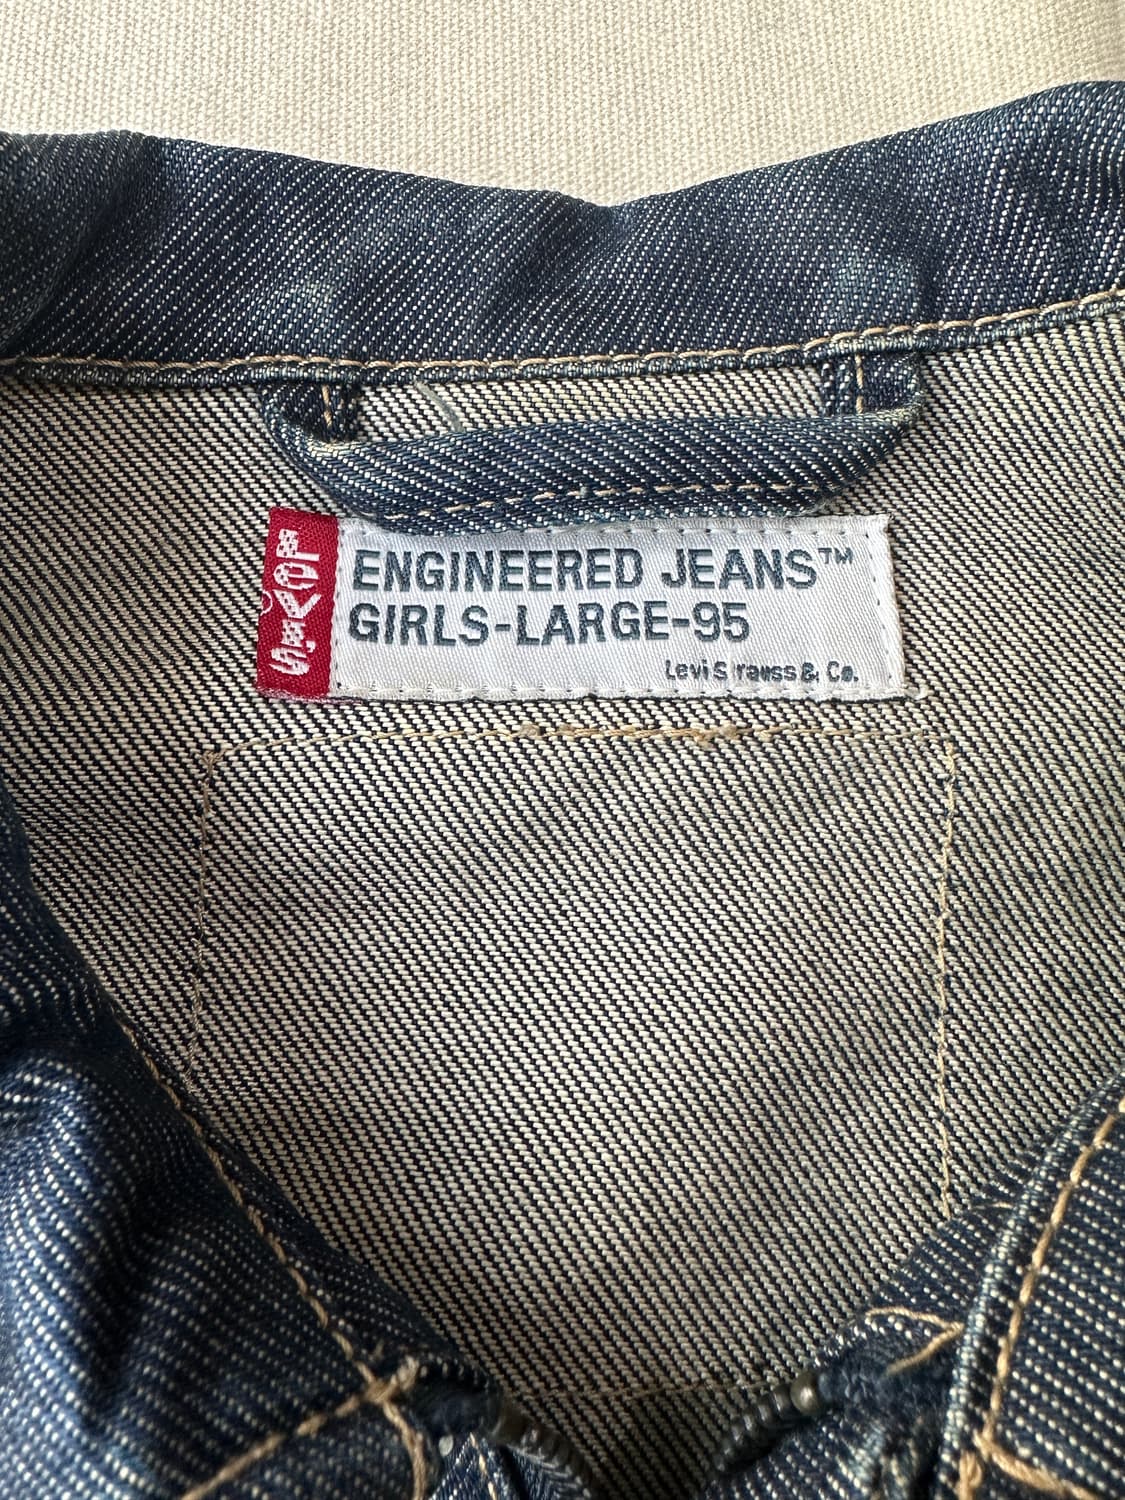 LEVI'S
ENGINEERED JEANS™
GIRLS-LARGE-95
Levi Strauss & Co.